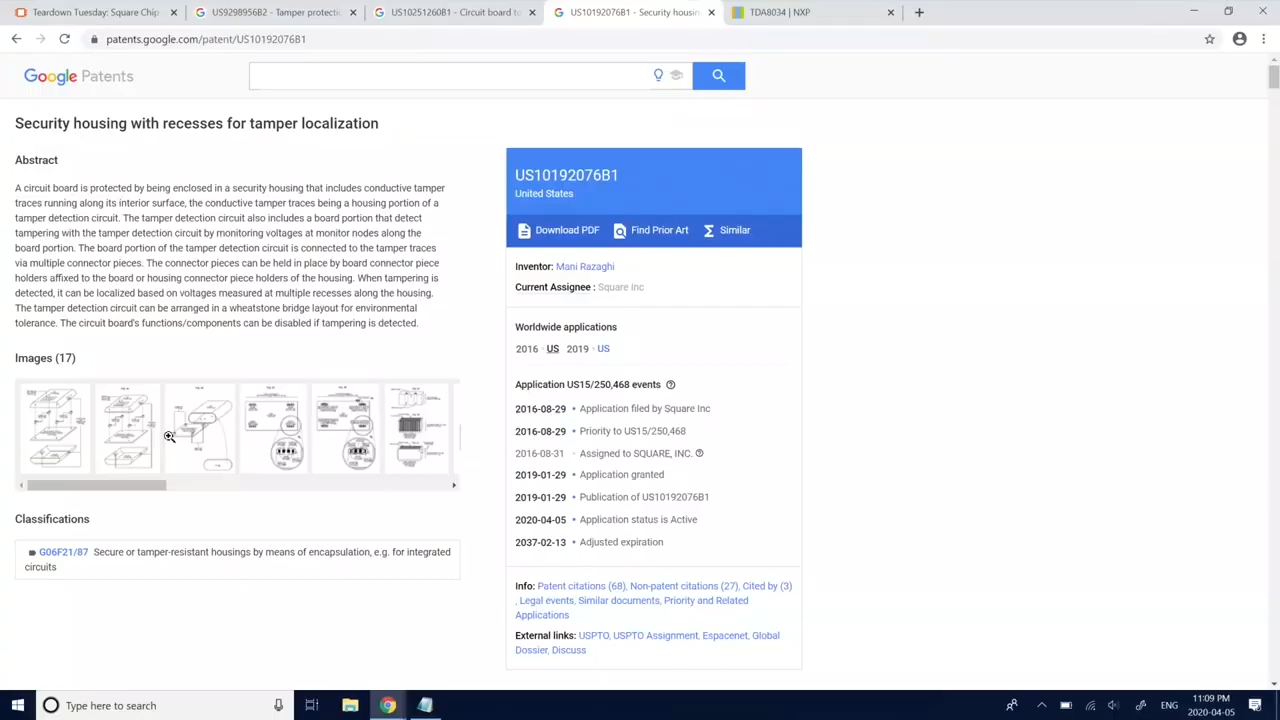 Teardown Tuesday: Square Chip
US9298956B2 - Tamper protecti
US10251260B1 - Circuit board to
US10192076B1 - Security housin
TDA8034 | NXP
patents.google.com/patent/US10192076B1
Google Patents
Security housing with recesses for tamper localization
Abstract
A circuit board is protected by being enclosed in a security housing that includes conductive tamper
traces running along its interior surface, the conductive tamper traces being a housing portion of a
tamper detection circuit. The tamper detection circuit also includes a board portion that detect
tampering with the tamper detection circuit by monitoring voltages at monitor nodes along the
board portion. The board portion of the tamper detection circuit is connected to the tamper traces
via multiple connector pieces. The connector pieces can be held in place by board connector piece
holders affixed to the board or housing connector piece holders of the housing. When tampering is
detected, it can be localized based on voltages measured at multiple recesses along the housing.
The tamper detection circuit can be arranged in a wheatstone bridge layout for environmental
tolerance. The circuit board's functions/components can be disabled if tampering is detected.
Images (17)
Classifications
G06F21/87 Secure or tamper-resistant housings by means of encapsulation, e.g. for integrated
circuits
US10192076B1
United States
Download PDF
Find Prior Art
Similar
Inventor: Mani Razaghi
Current Assignee : Square Inc
Worldwide applications
2016 · US 2019 · US
Application US15/250,468 events
2016-08-29 • Application filed by Square Inc
2016-08-29 • Priority to US15/250,468
2016-08-31 • Assigned to SQUARE, INC.
2019-01-29 • Application granted
2019-01-29 • Publication of US10192076B1
2020-04-05 • Application status is Active
2037-02-13 • Adjusted expiration
Info: Patent citations (68), Non-patent citations (27), Cited by (3)
, Legal events, Similar documents, Priority and Related
Applications
External links: USPTO, USPTO Assignment, Espacenet, Global
Dossier, Discuss
Type here to search
ENG
11:09 PM
2020-04-05